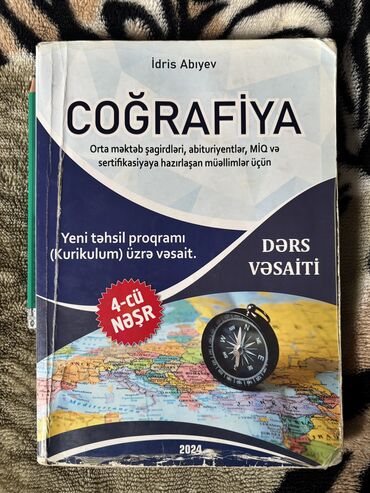 İdris Abıyev
COĞRAFİYA
Orta məktəb şagirdləri, abituriyentlər, MİQ və
sertifikasiyaya hazırlaşan müəllimlər üçün
Yeni təhsil proqramı
(Kurikulum) üzrə vəsait.
DƏRS
VƏSAİTİ
4-cü
NƏŞR
2024